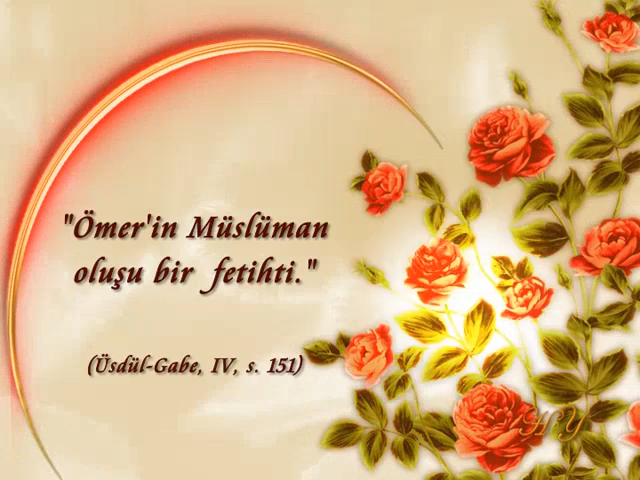 "Ömer'in Müslüman
oluşu bir fetihti."
(Üsdül-Gabe, IV, s. 151)